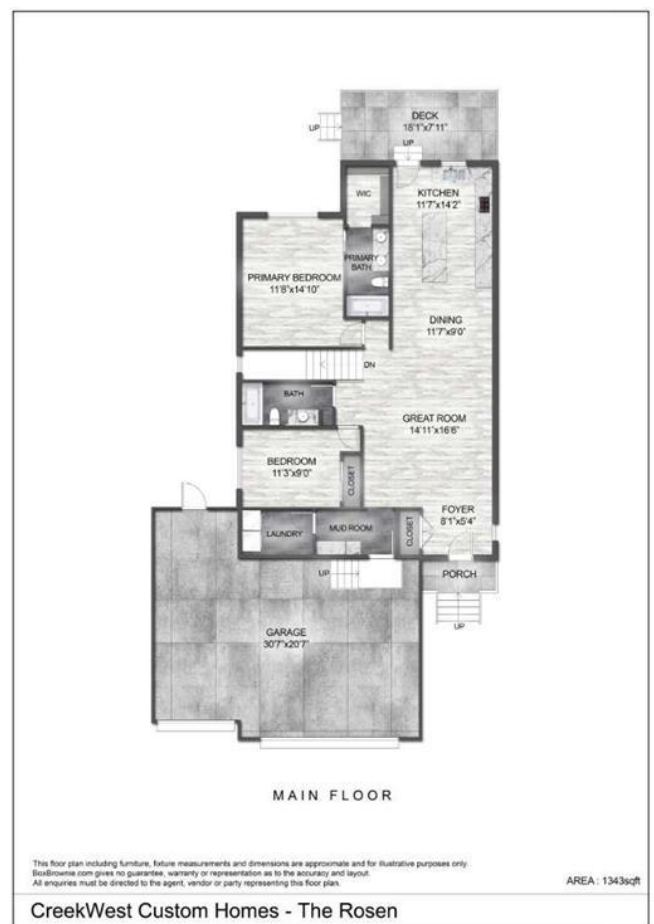 DECK
18'1"x7'11"
UP
UP
WIC
KITCHEN
11'7"x14'2"
PRIMARY
BATH
PRIMARY BEDROOM
11'8"x14'10"
DINING
11'7"x9'0"
DN
BATH
GREAT ROOM
14'11"x16'6"
BEDROOM
11'3"x9'0"
CLOSET
FOYER
8'1"x5'4"
LAUNDRY
MUD ROOM
CLOSET
UP
PORCH
UP
GARAGE
30'7"x20'7"
MAIN FLOOR
This floor plan including furniture, fixture measurements and dimensions are approximate and for illustrative purposes only.
BoxBrownie.com gives no guarantee, warranty or representation as to the accuracy and layout.
All enquiries must be directed to the agent, vendor or party representing this floor plan.
AREA : 1343sqft
CreekWest Custom Homes - The Rosen